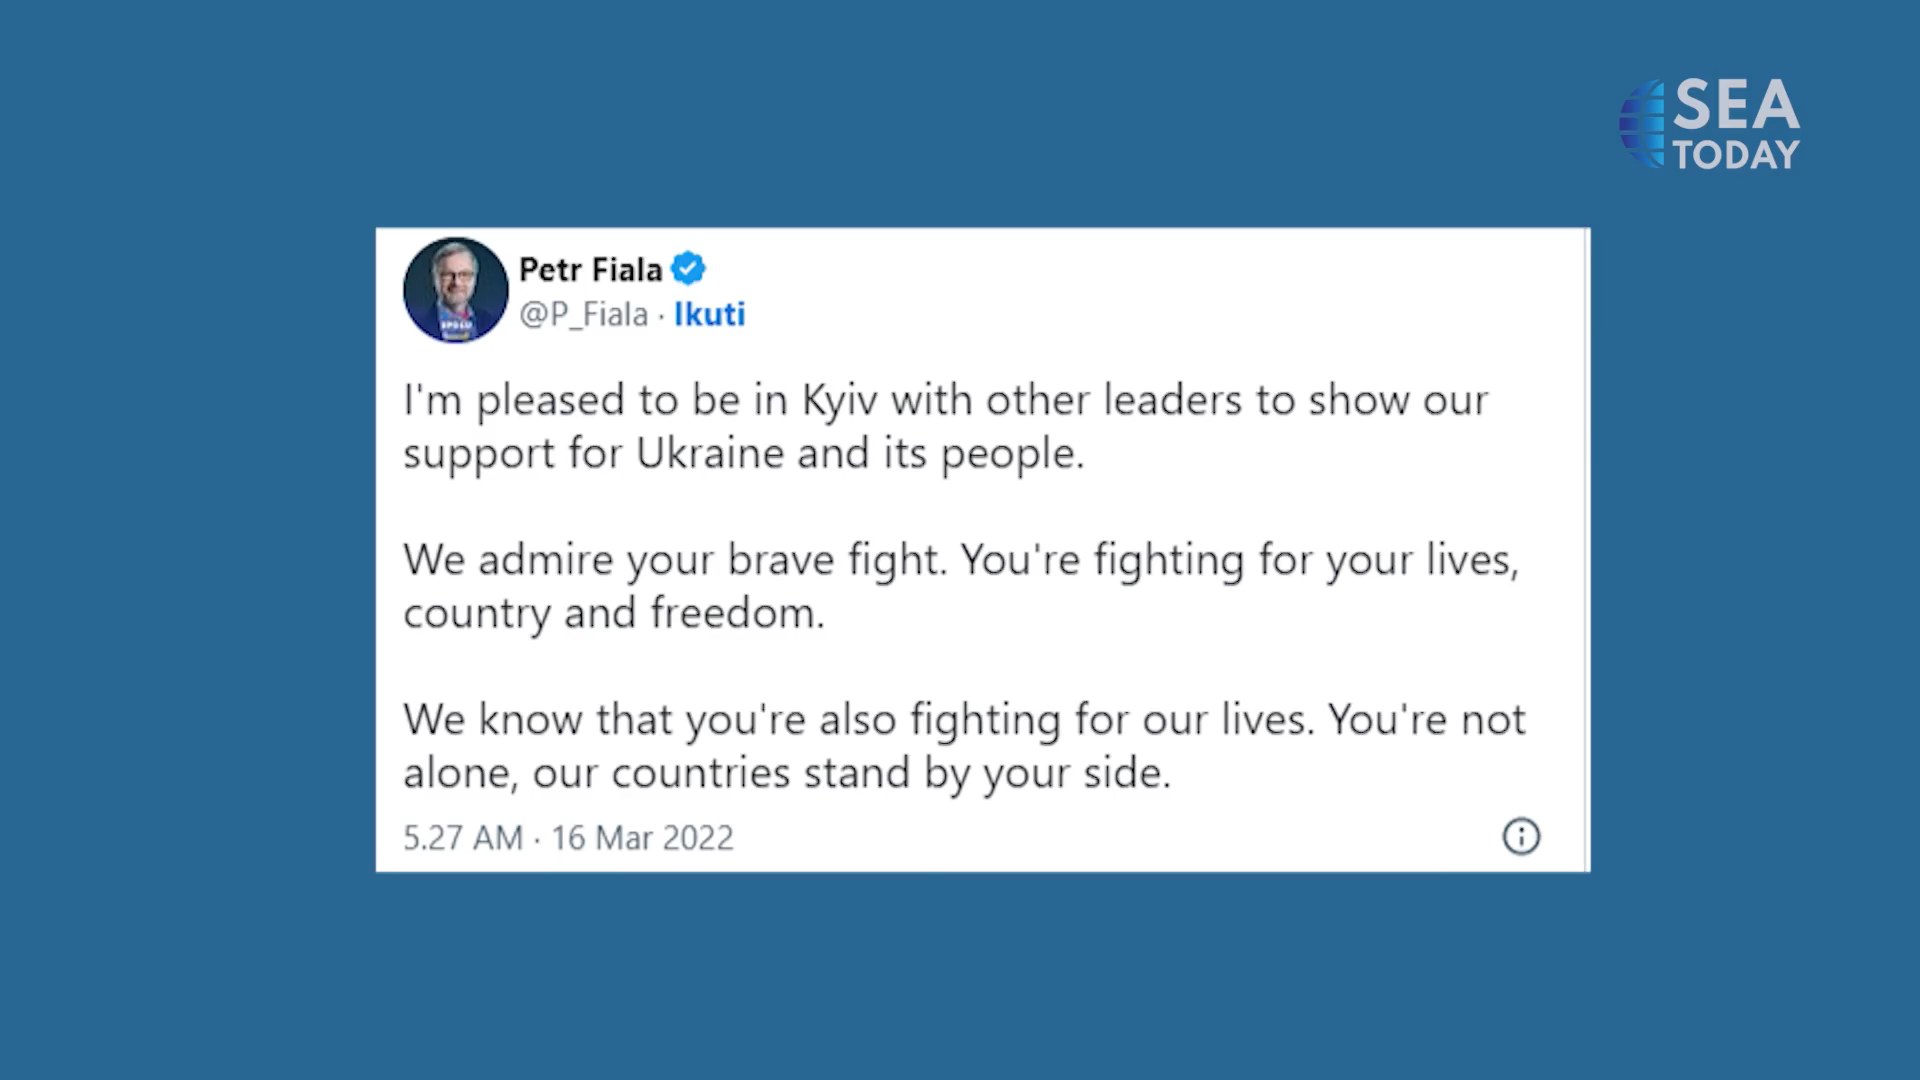 SEA
TODAY
Petr Fiala
@P_Fiala · Ikuti
I'm pleased to be in Kyiv with other leaders to show our
support for Ukraine and its people.
We admire your brave fight. You're fighting for your lives,
country and freedom.
We know that you're also fighting for our lives. You're not
alone, our countries stand by your side.
5.27 AM · 16 Mar 2022